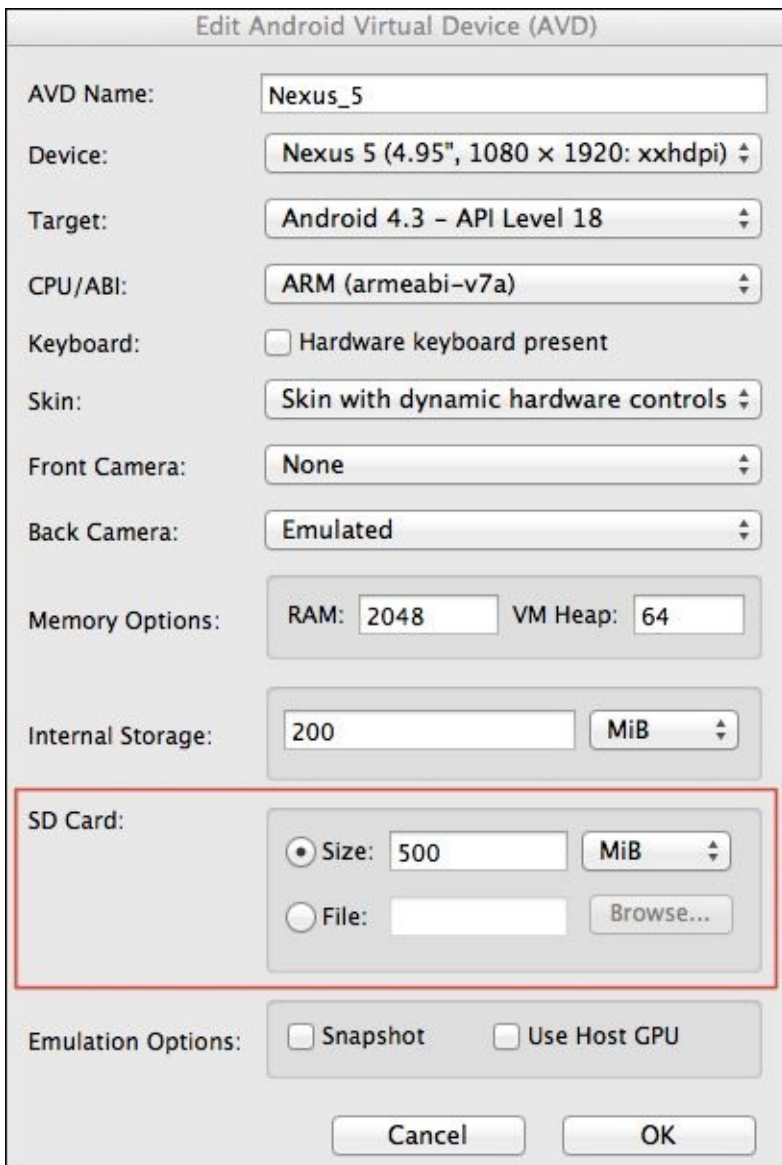 Edit Android Virtual Device (AVD)
AVD Name: Nexus_5
Device: Nexus 5 (4.95", 1080 × 1920: xxhdpi)
Target: Android 4.3 – API Level 18
CPU/ABI: ARM (armeabi-v7a)
Keyboard: Hardware keyboard present
Skin: Skin with dynamic hardware controls
Front Camera: None
Back Camera: Emulated
Memory Options: RAM: 2048 VM Heap: 64
Internal Storage: 200 MiB
SD Card:
Size: 500 MiB
File: Browse...
Emulation Options: Snapshot Use Host GPU
Cancel OK